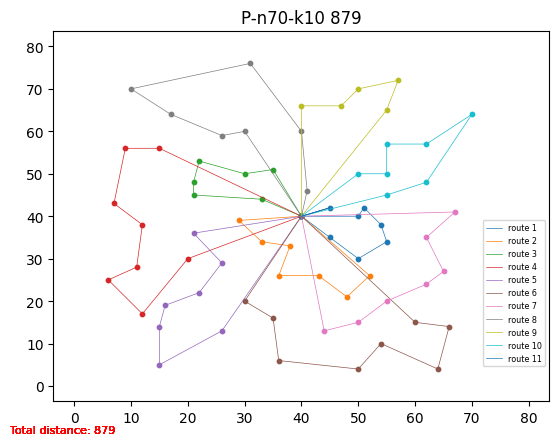 P-n70-k10 879
80
70
60
50
40
30
20
10
0
route 1
route 2
route 3
route 4
route 5
route 6
route 7
route 8
route 9
route 10
route 11
0 10 20 30 40 50 60 70 80
Total distance: 879